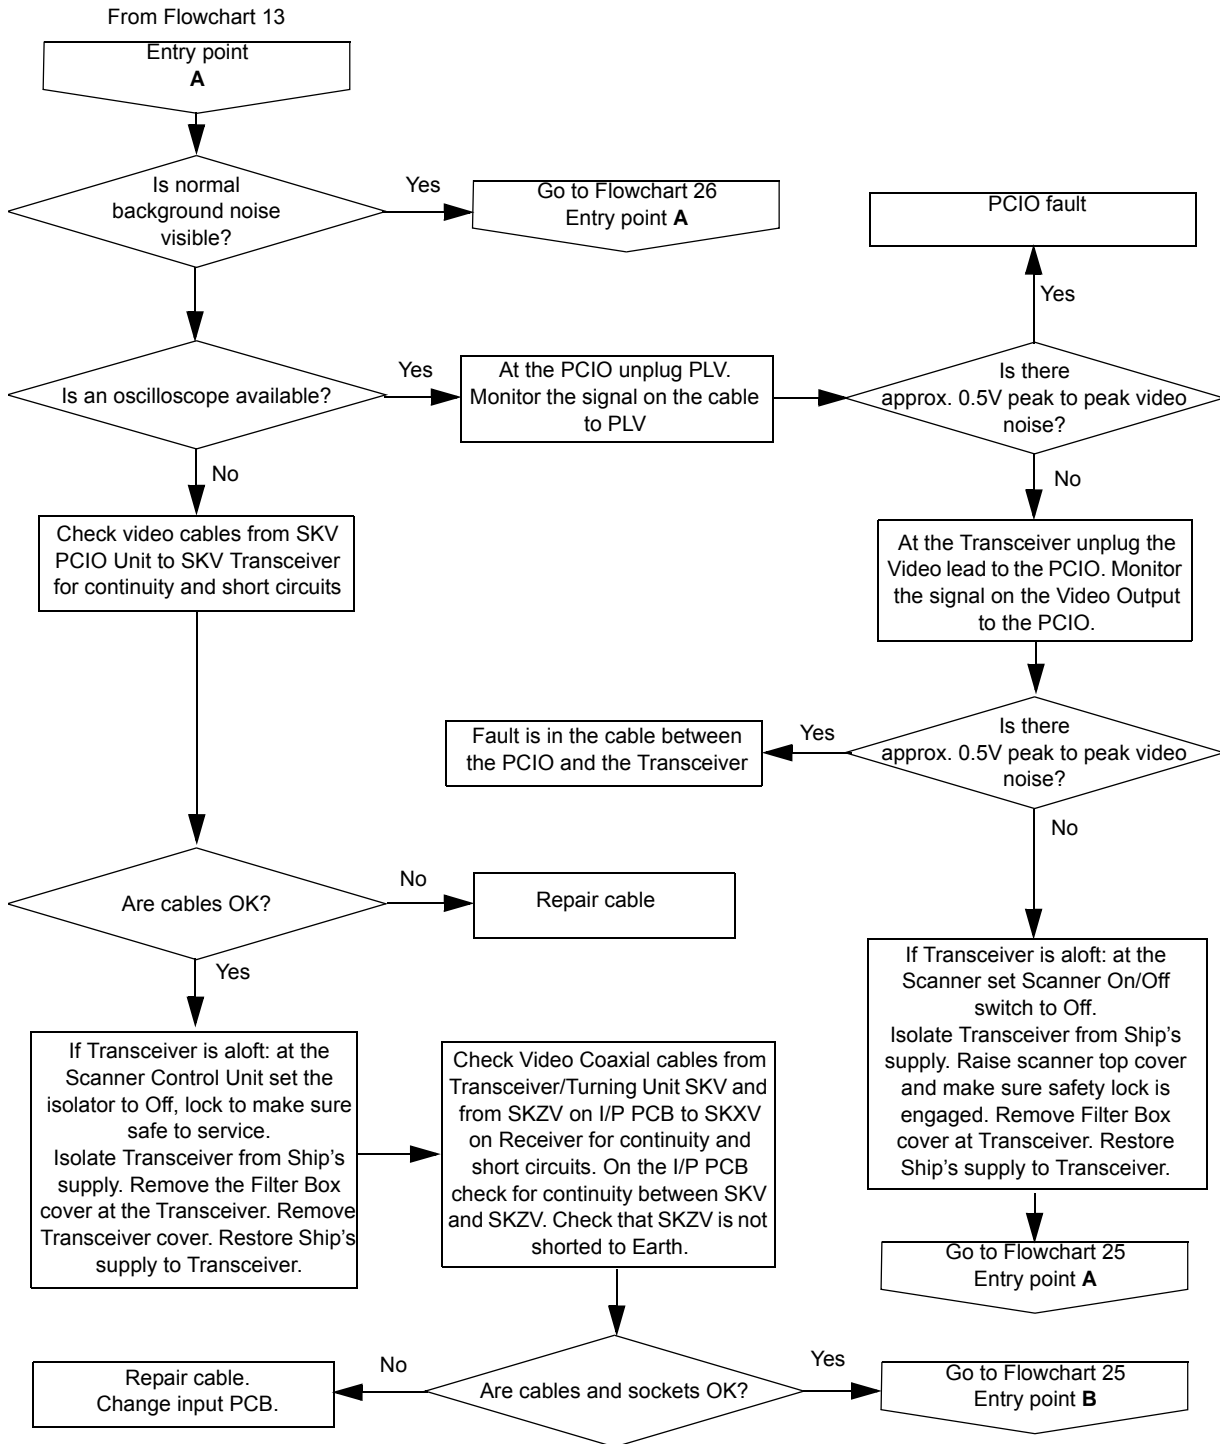 From Flowchart 13
Entry point
A
Is normal
background noise
visible?
Yes
Go to Flowchart 26
Entry point A
PCIO fault
Yes
Is an oscilloscope available?
Yes
At the PCIO unplug PLV.
Monitor the signal on the cable
to PLV
Is there
approx. 0.5V peak to peak video
noise?
No
No
Check video cables from SKV
PCIO Unit to SKV Transceiver
for continuity and short circuits
At the Transceiver unplug the
Video lead to the PCIO. Monitor
the signal on the Video Output
to the PCIO.
Fault is in the cable between
the PCIO and the Transceiver
Yes
Is there
approx. 0.5V peak to peak video
noise?
No
Are cables OK?
No
Repair cable
Yes
If Transceiver is aloft: at the
Scanner set Scanner On/Off
switch to Off.
Isolate Transceiver from Ship's
supply. Raise scanner top cover
and make sure safety lock is
engaged. Remove Filter Box
cover at Transceiver. Restore
Ship's supply to Transceiver.
If Transceiver is aloft: at the
Scanner Control Unit set the
isolator to Off, lock to make sure
safe to service.
Isolate Transceiver from Ship's
supply. Remove the Filter Box
cover at the Transceiver. Remove
Transceiver cover. Restore Ship's
supply to Transceiver.
Check Video Coaxial cables from
Transceiver/Turning Unit SKV and
from SKZV on I/P PCB to SKXV
on Receiver for continuity and
short circuits. On the I/P PCB
check for continuity between SKV
and SKZV. Check that SKZV is not
shorted to Earth.
Go to Flowchart 25
Entry point A
Are cables and sockets OK?
No
Repair cable.
Change input PCB.
Yes
Go to Flowchart 25
Entry point B